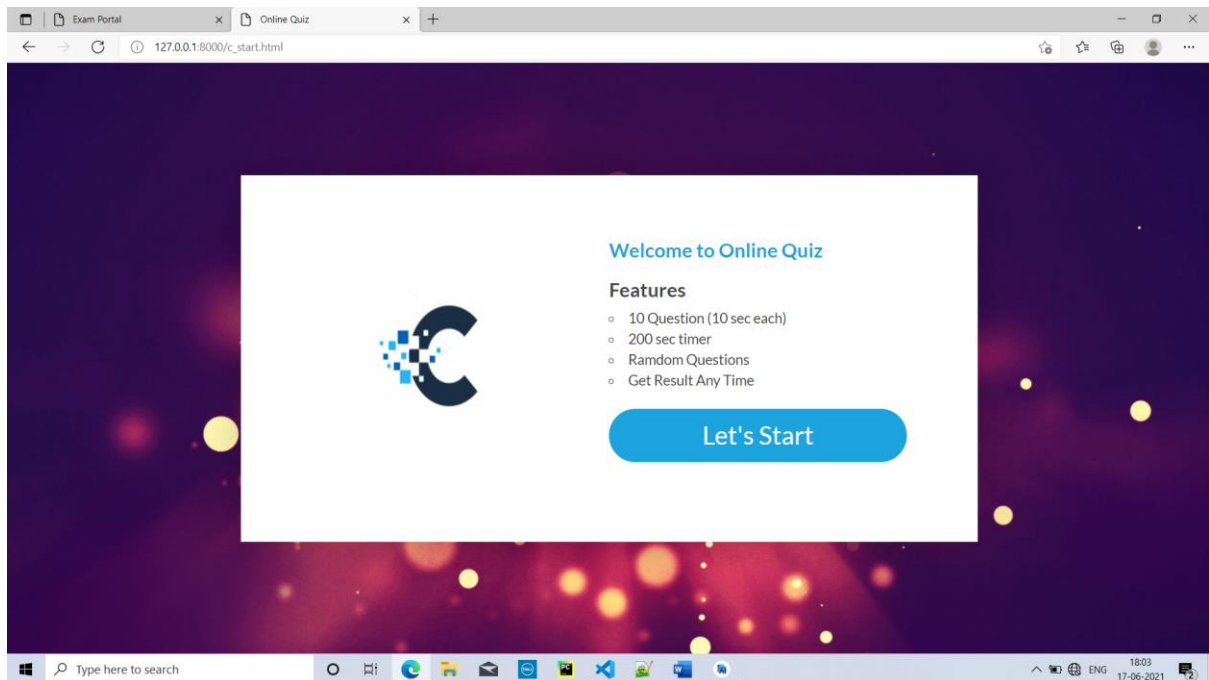 Exam Portal
Online Quiz
127.0.0.1:8000/c_start.html
Welcome to Online Quiz
Features
10 Question (10 sec each)
200 sec timer
Ramdom Questions
Get Result Any Time
Let's Start
Type here to search
ENG
18:03
17-06-2021